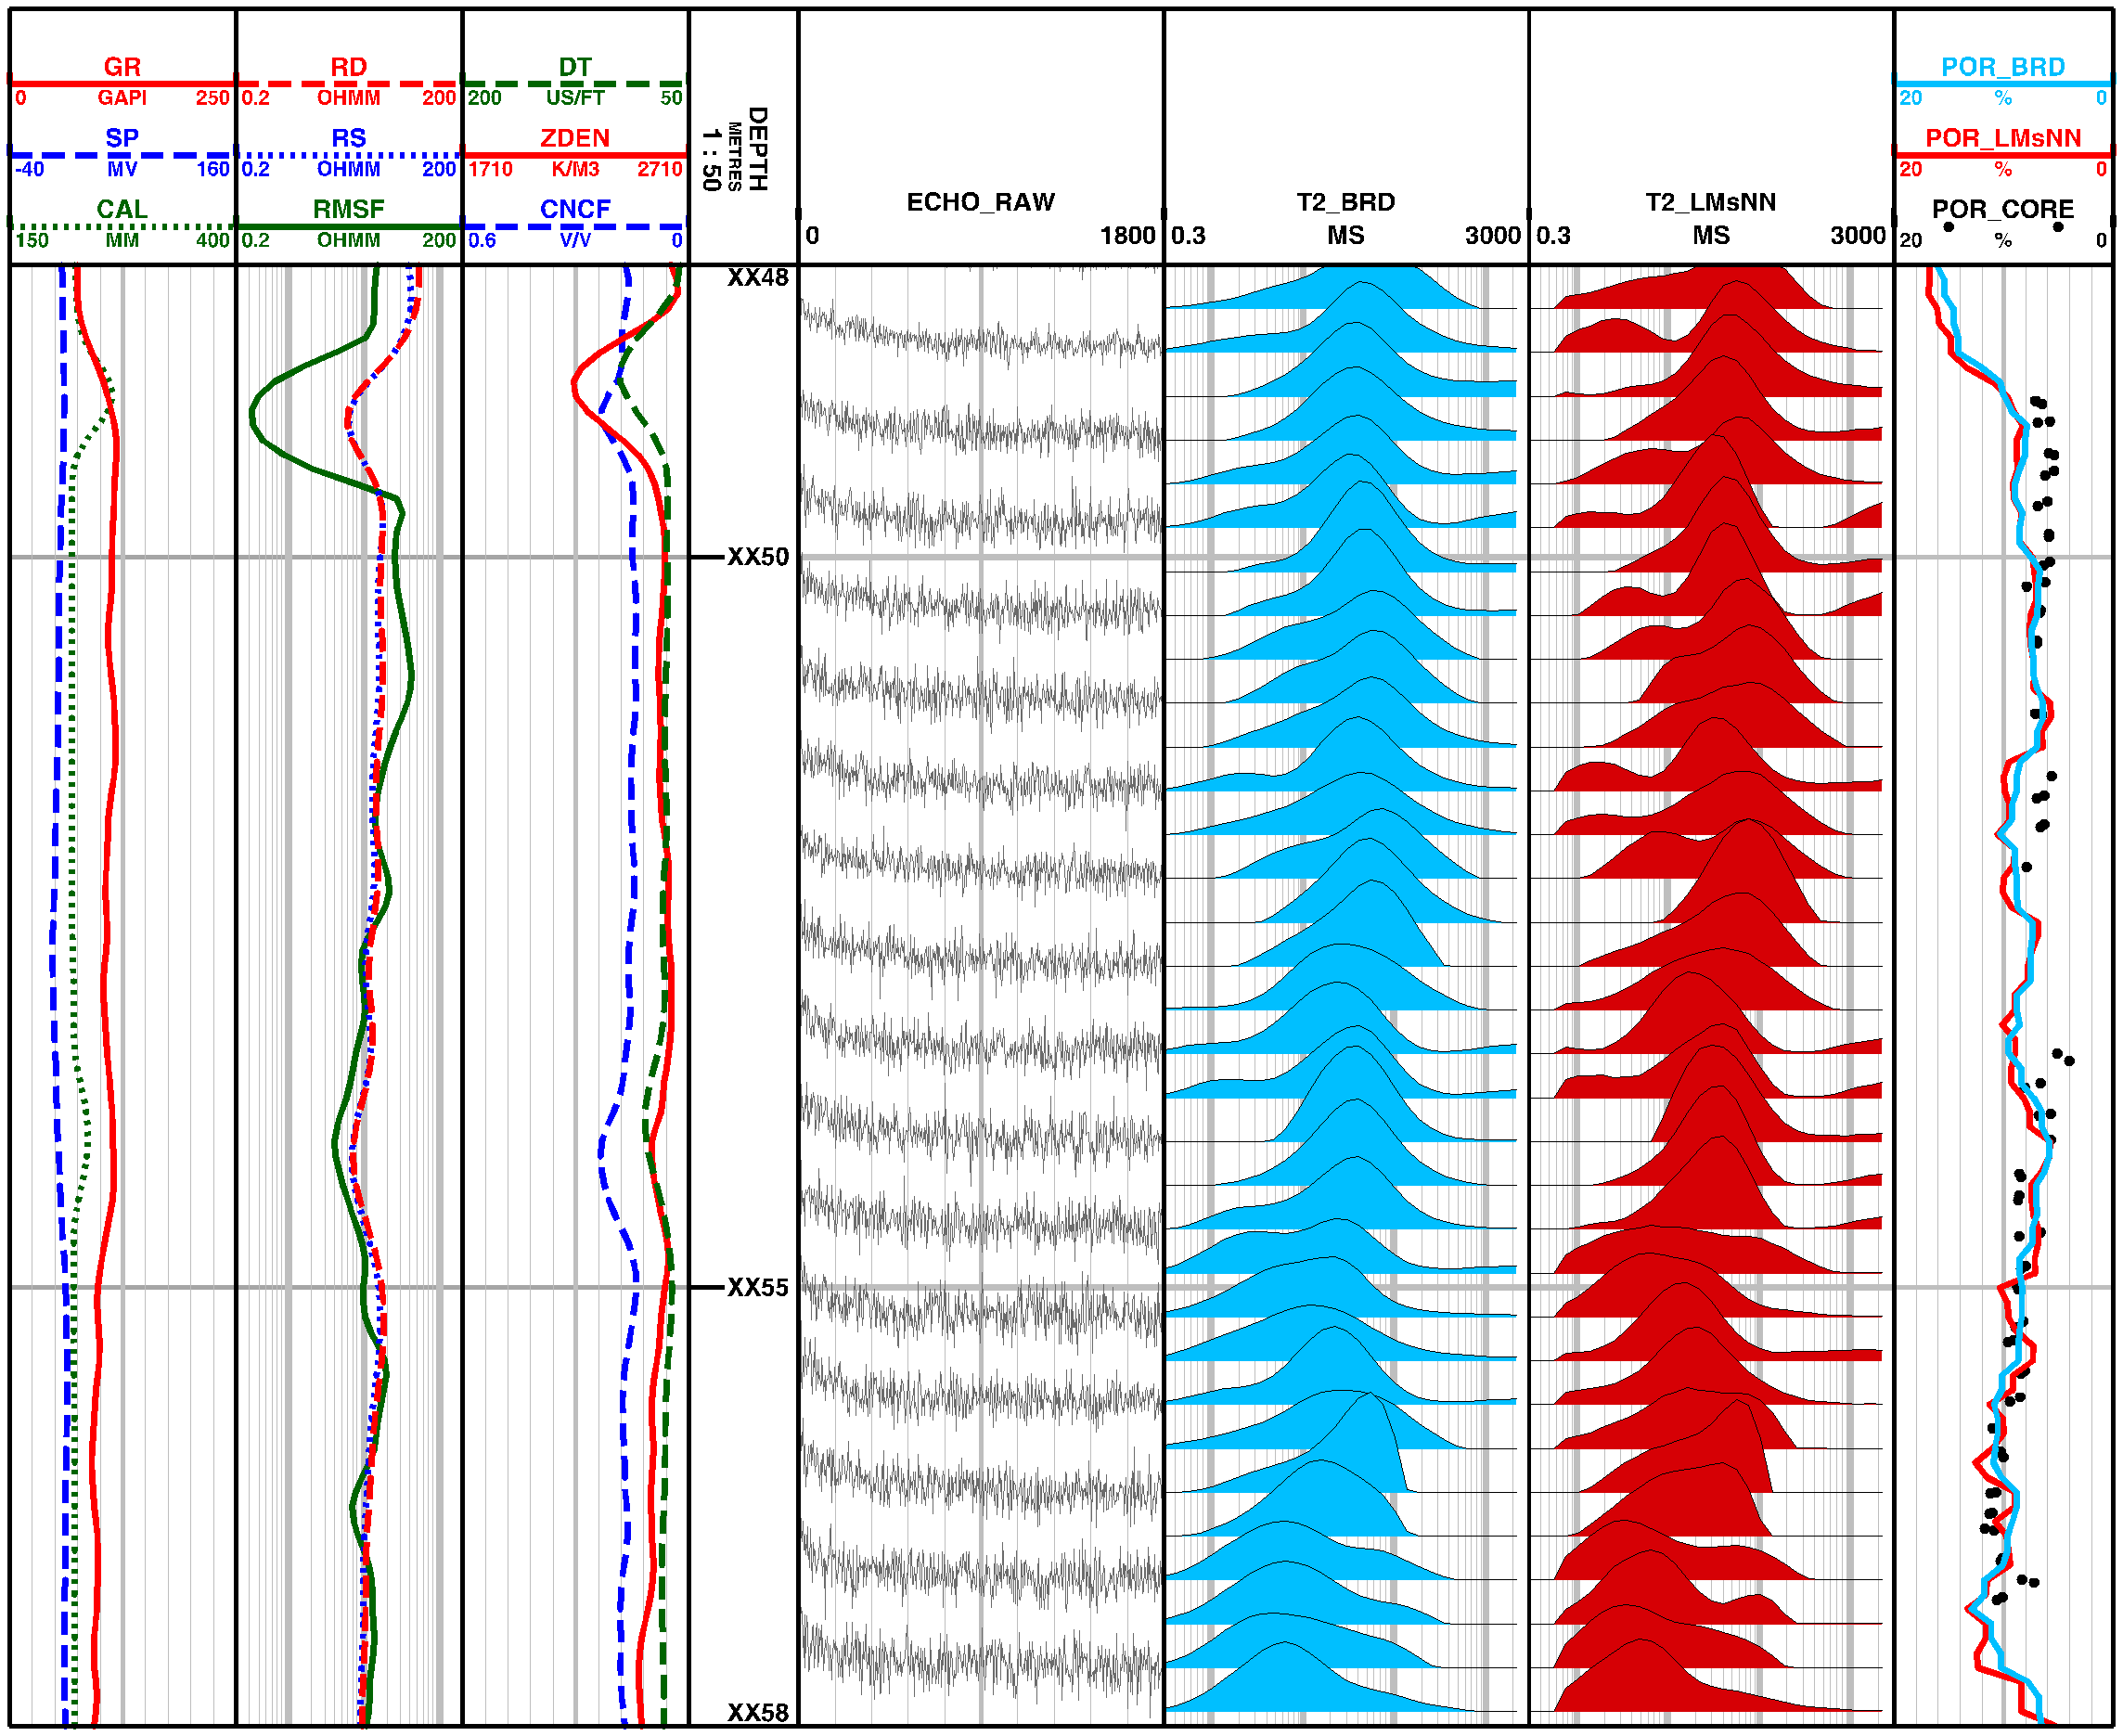 GR
0 GAPI 250
SP
-40 MV 160
CAL
150 MM 400
RD
0.2 OHMM 200
RS
0.2 OHMM 200
RMSF
0.2 OHMM 200
DT
200 US/FT 50
ZDEN
1710 K/M3 2710
CNCF
0.6 V/V 0
DEPTH
METRES
1 : 50
ECHO_RAW
0 1800
T2_BRD
0.3 MS 3000
T2_LMsNN
0.3 MS 3000
POR_BRD
20 % 0
POR_LMsNN
20 % 0
POR_CORE
20 % 0
XX48
XX50
XX55
XX58